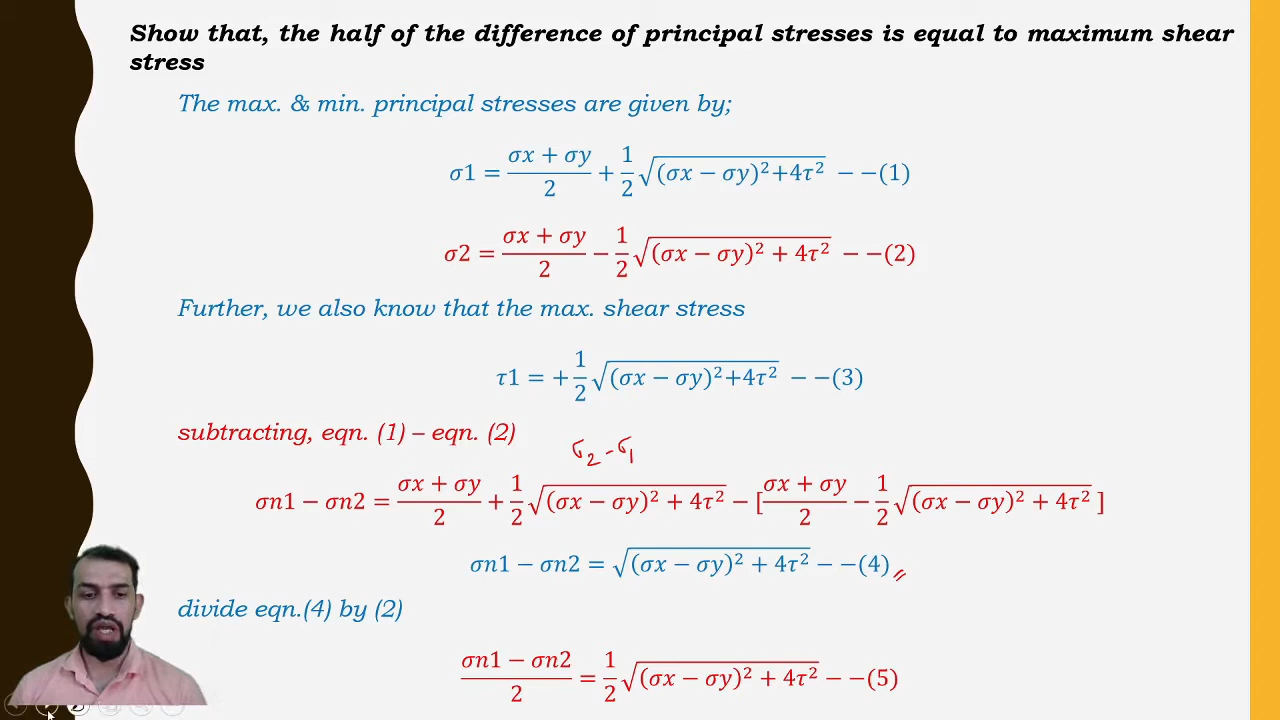 Show that, the half of the difference of principal stresses is equal to maximum shear
stress
The max. & min. principal stresses are given by;
σ1 = (σx + σy)/2 + 1/2 √((σx − σy)²+4τ²) − −(1)
σ2 = (σx + σy)/2 − 1/2 √((σx − σy)² + 4τ²) − −(2)
Further, we also know that the max. shear stress
τ1 = +1/2 √((σx − σy)²+4τ²) − −(3)
subtracting, eqn. (1) – eqn. (2)
σ2 - σ1
σn1 − σn2 = (σx + σy)/2 + 1/2 √((σx − σy)² + 4τ²) − [(σx + σy)/2 − 1/2 √((σx − σy)² + 4τ²) ]
σn1 − σn2 = √((σx − σy)² + 4τ²) − −(4)
divide eqn.(4) by (2)
(σn1 − σn2)/2 = 1/2 √((σx − σy)² + 4τ²) − −(5)